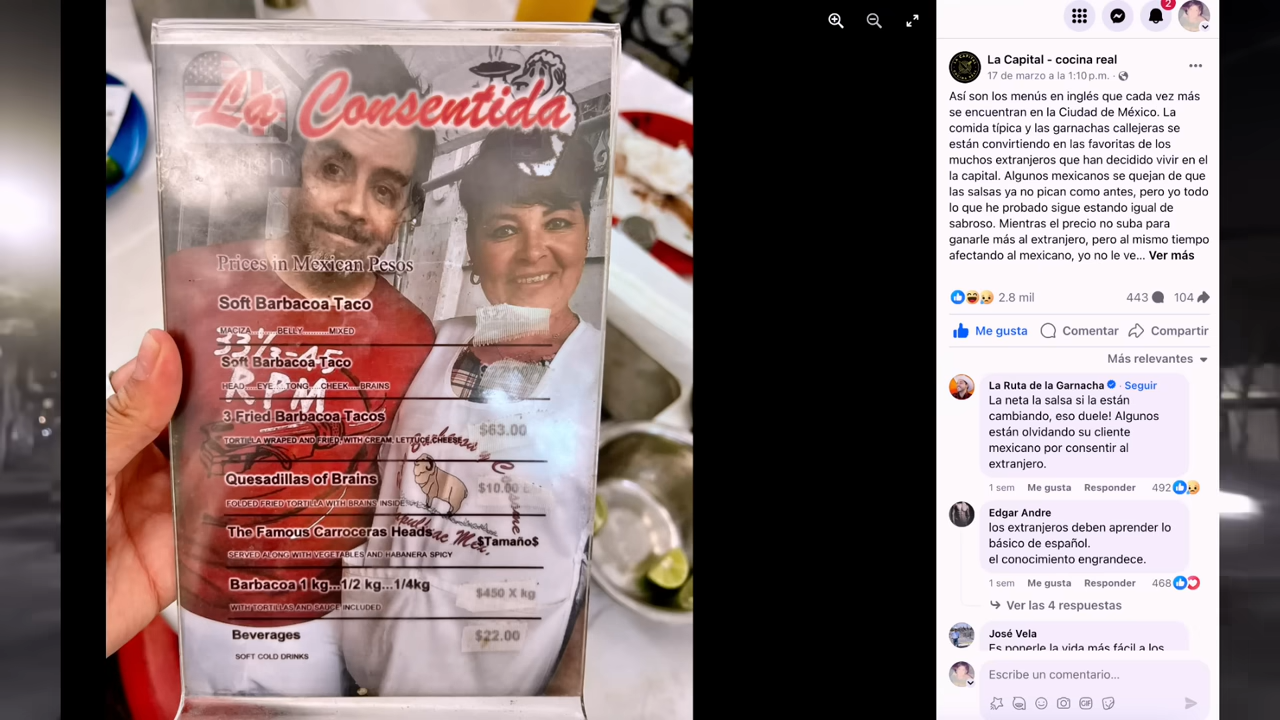 La Consentida
Prices in Mexican Pesos
Soft Barbacoa Taco
MACIZA..........BELLY..........MIXED
33⅓-45
RPM
Soft Barbacoa Taco
HEAD....EYE....TONG....CHEEK....BRAINS
3 Fried Barbacoa Tacos
$63.00
TORTILLA WRAPED AND FRIED, WITH CREAM, LETTUCE, CHEESE
Quesadillas of Brains
$10.00
FOLDED FRIED TORTILLA WITH BRAINS INSIDE
The Famous Carroceras Heads
$Tamaño$
SERVED ALONG WITH VEGETABLES AND HABANERA SPICY
Barbacoa 1 kg...1/2 kg...1/4kg
$450 X kg
WITH TORTILLAS AND SAUCE INCLUDED
Beverages
$22.00
SOFT COLD DRINKS
2
La Capital - cocina real
17 de marzo a la 1:10 p.m. ·
Así son los menús en inglés que cada vez más
se encuentran en la Ciudad de México. La
comida típica y las garnachas callejeras se
están convirtiendo en las favoritas de los
muchos extranjeros que han decidido vivir en el
la capital. Algunos mexicanos se quejan de que
las salsas ya no pican como antes, pero yo todo
lo que he probado sigue estando igual de
sabroso. Mientras el precio no suba para
ganarle más al extranjero, pero al mismo tiempo
afectando al mexicano, yo no le ve... Ver más
2.8 mil
443
104
Me gusta
Comentar
Compartir
Más relevantes
La Ruta de la Garnacha · Seguir
La neta la salsa si la están
cambiando, eso duele! Algunos
están olvidando su cliente
mexicano por consentir al
extranjero.
1 sem Me gusta Responder 492
Edgar Andre
los extranjeros deben aprender lo
básico de español.
el conocimiento engrandece.
1 sem Me gusta Responder 468
Ver las 4 respuestas
José Vela
Es ponerle la vida más fácil a los
Escribe un comentario...
GIF